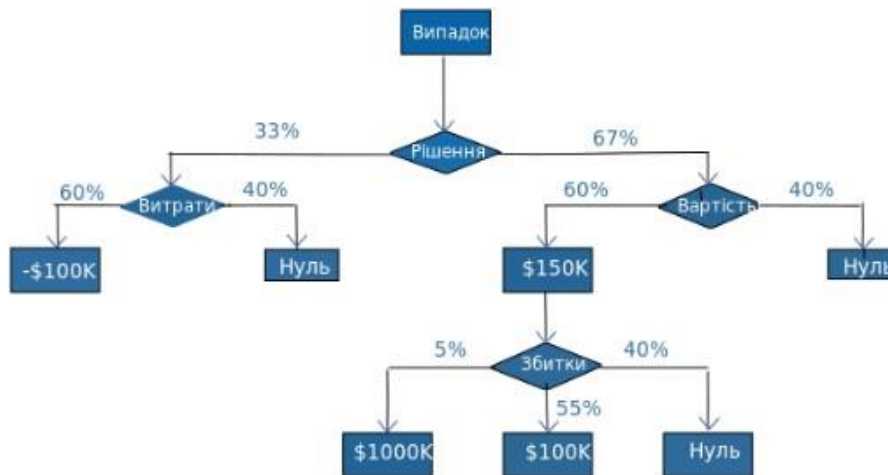 Випадок
33%
Рішення
67%
60%
Витрати
40%
60%
Вартість
40%
-$100K
Нуль
$150K
Нуль
5%
Збитки
40%
55%
$1000K
$100K
Нуль